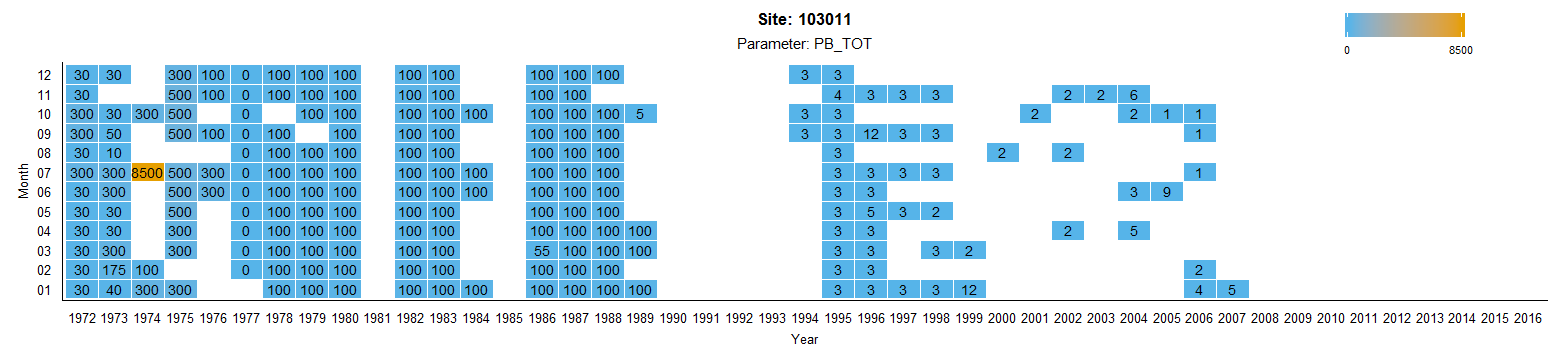 Site: 103011
Parameter: PB_TOT
0 8500
Month
12 30 30 300 100 0 100 100 100 100 100 100 100 100 3 3
11 30 500 100 0 100 100 100 100 100 100 100 4 3 3 3 2 2 6
10 300 30 300 500 0 100 100 100 100 100 100 100 100 5 3 3 2 2 1 1
09 300 50 500 100 0 100 100 100 100 100 100 100 3 3 12 3 3 1
08 30 10 0 100 100 100 100 100 100 100 100 3 2 2
07 300 300 8500 500 300 0 100 100 100 100 100 100 100 100 100 3 3 3 3 1
06 30 300 500 300 0 100 100 100 100 100 100 100 100 100 3 3 3 9
05 30 30 500 0 100 100 100 100 100 100 100 100 3 5 3 2
04 30 30 300 0 100 100 100 100 100 100 100 100 100 3 3 2 5
03 30 300 300 0 100 100 100 100 100 55 100 100 100 3 3 3 2
02 30 175 100 0 100 100 100 100 100 100 100 100 3 3 2
01 30 40 300 300 100 100 100 100 100 100 100 100 100 100 3 3 3 3 12 4 5
1972 1973 1974 1975 1976 1977 1978 1979 1980 1981 1982 1983 1984 1985 1986 1987 1988 1989 1990 1991 1992 1993 1994 1995 1996 1997 1998 1999 2000 2001 2002 2003 2004 2005 2006 2007 2008 2009 2010 2011 2012 2013 2014 2015 2016
Year